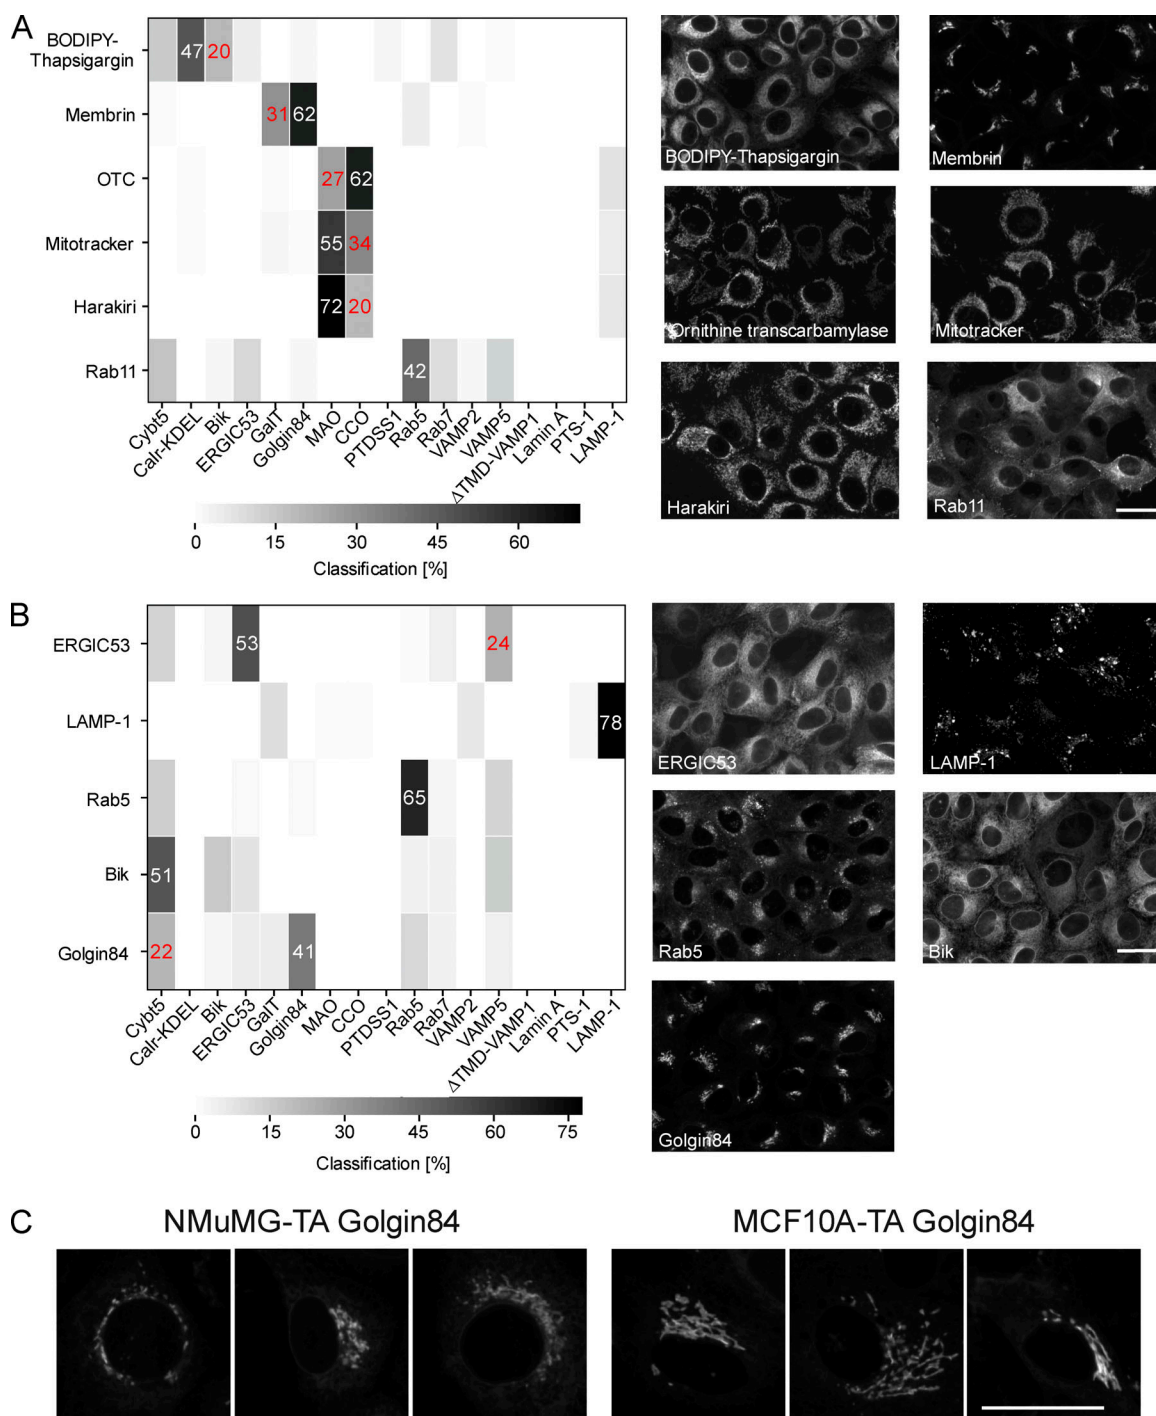 A
BODIPY-
Thapsigargin
Membrin
OTC
Mitotracker
Harakiri
Rab11
47 20
31 62
27 62
55 34
72 20
42
Cybt5 Calr-KDEL Bik ERGIC53 GalT Golgin84 MAO CCO PTDSS1 Rab5 Rab7 VAMP2 VAMP5 ΔTMD-VAMP1 Lamin A PTS-1 LAMP-1
0 15 30 45 60
Classification [%]
BODIPY-Thapsigargin
Membrin
Ornithine transcarbamylase
Mitotracker
Harakiri
Rab11
B
ERGIC53
LAMP-1
Rab5
Bik
Golgin84
53 24
78
65
51
22 41
Cybt5 Calr-KDEL Bik ERGIC53 GalT Golgin84 MAO CCO PTDSS1 Rab5 Rab7 VAMP2 VAMP5 ΔTMD-VAMP1 Lamin A PTS-1 LAMP-1
0 15 30 45 60 75
Classification [%]
ERGIC53
LAMP-1
Rab5
Bik
Golgin84
C
NMuMG-TA Golgin84
MCF10A-TA Golgin84